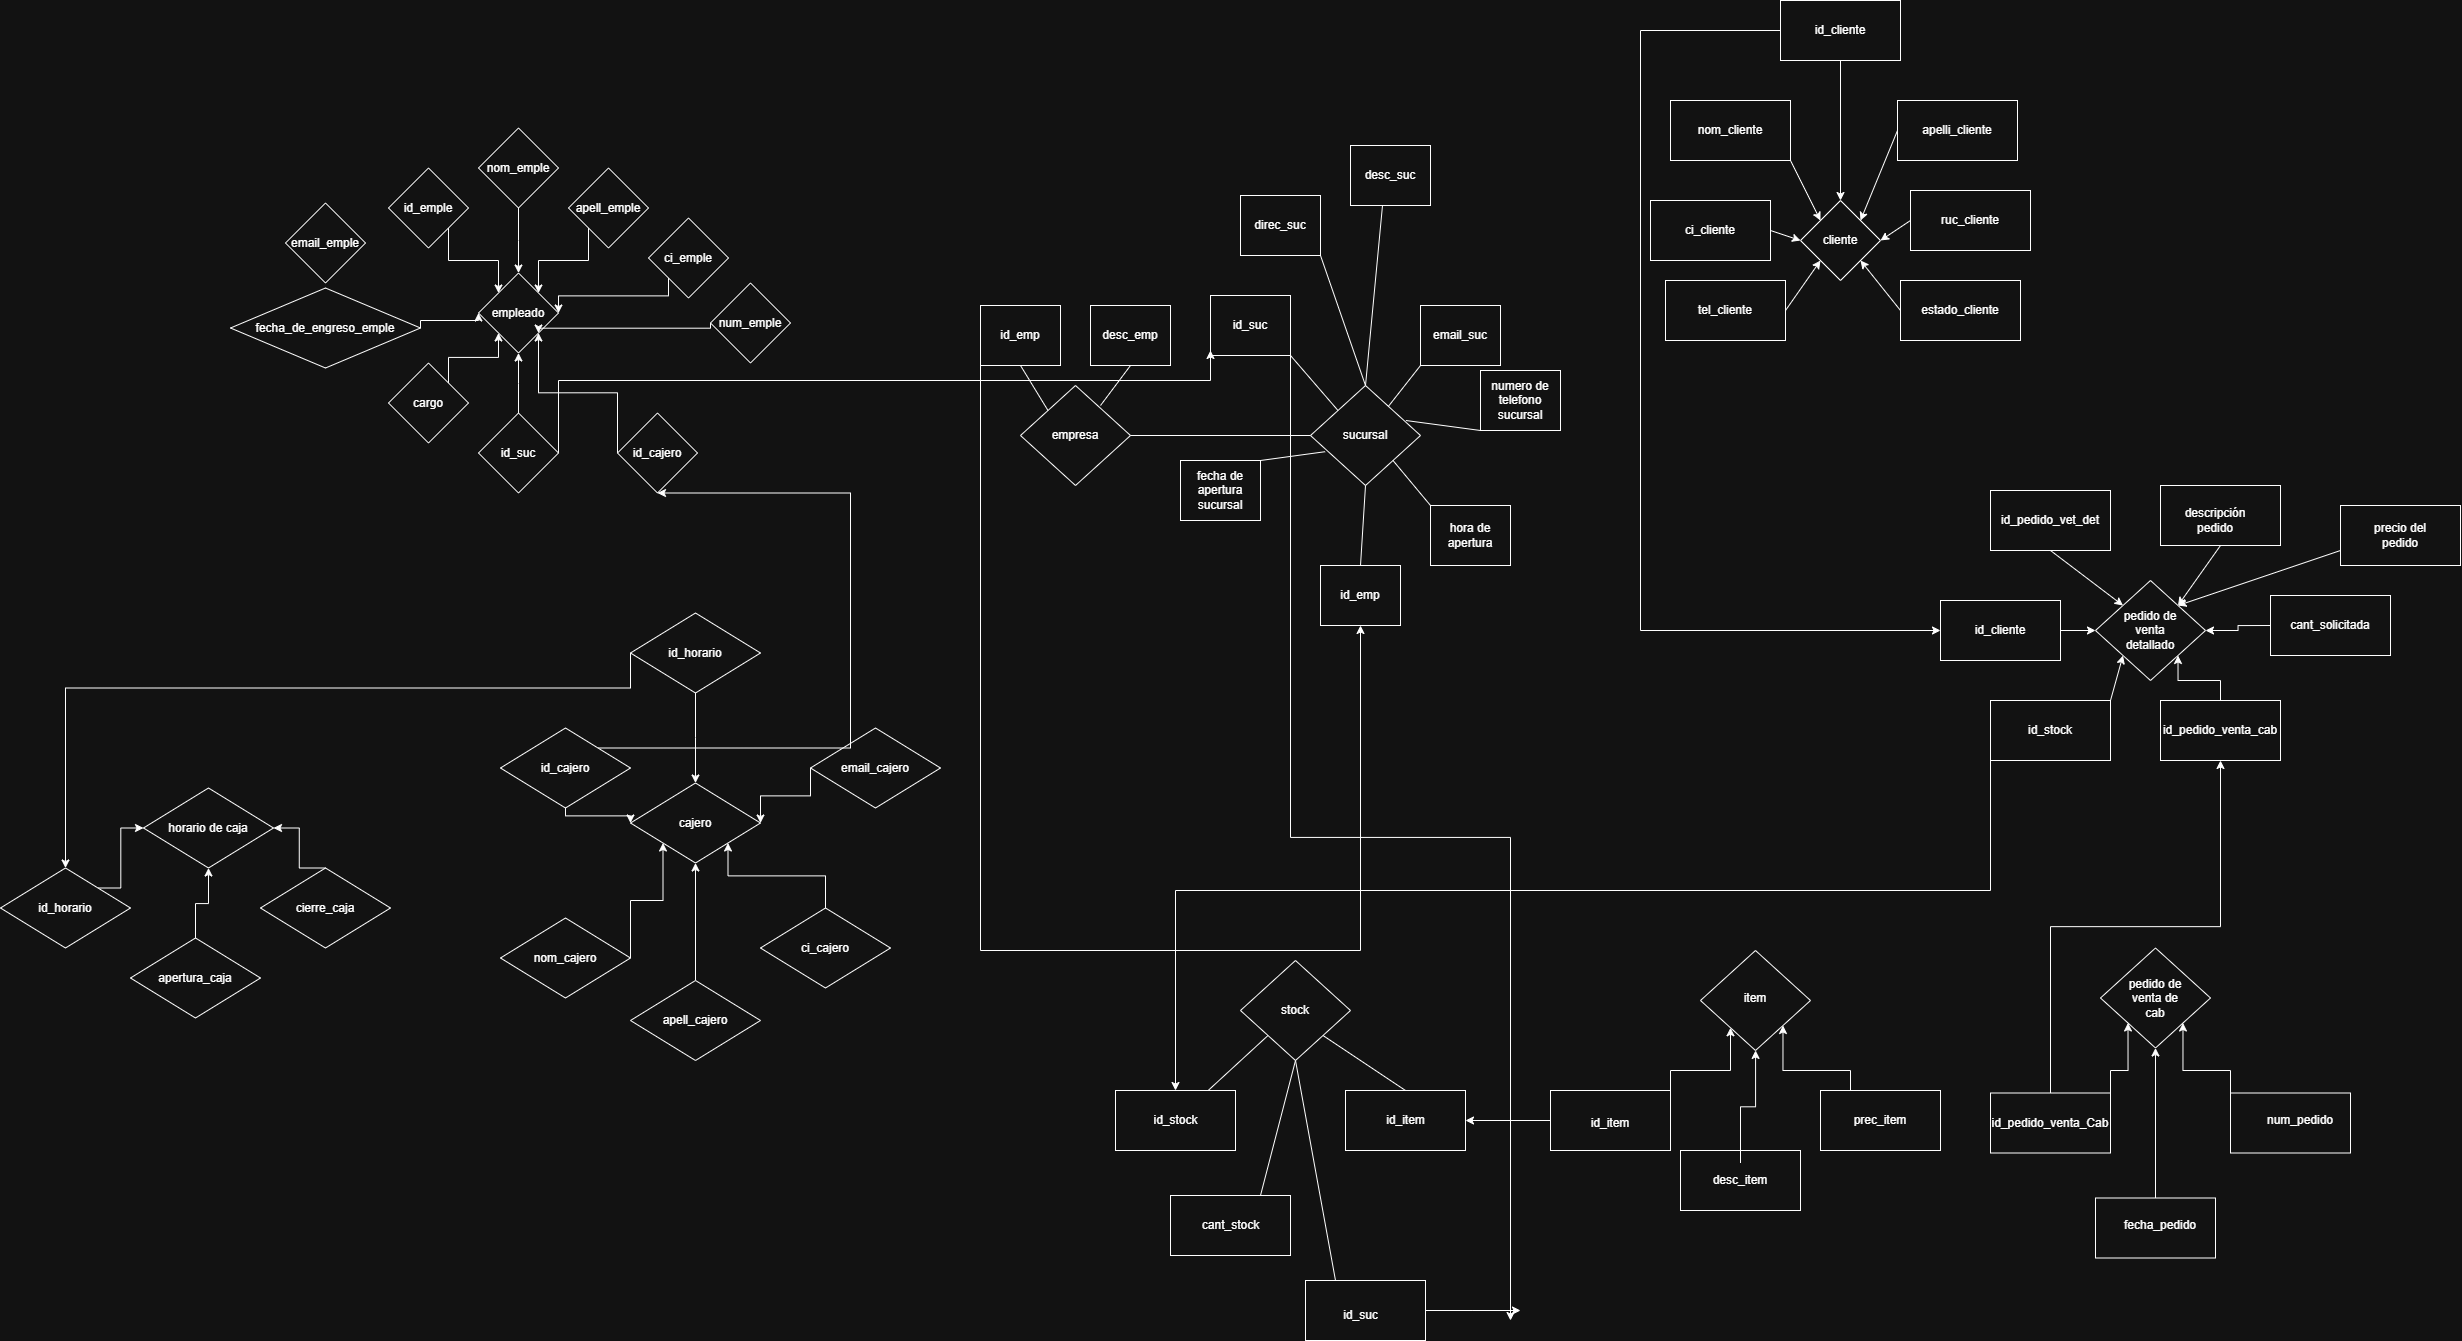 id_cliente
nom_cliente
apelli_cliente
ci_cliente
ruc_cliente
cliente
tel_cliente
estado_cliente
nom_emple
id_emple
apell_emple
email_emple
ci_emple
fecha_de_engreso_emple
empleado
num_emple
cargo
id_suc
id_cajero
desc_suc
direc_suc
id_emp
desc_emp
id_suc
email_suc
numero de
telefono
sucursal
empresa
sucursal
fecha de
apertura
sucursal
hora de
apertura
id_emp
id_pedido_vet_det
descripción
pedido
precio del
pedido
id_cliente
pedido de
venta
detallado
cant_solicitada
id_stock
id_pedido_venta_cab
id_horario
id_cajero
email_cajero
cajero
horario de caja
id_horario
cierre_caja
apertura_caja
nom_cajero
ci_cajero
apell_cajero
stock
id_stock
id_item
cant_stock
id_suc
item
id_item
prec_item
desc_item
pedido de
venta de
cab
id_pedido_venta_Cab
num_pedido
fecha_pedido